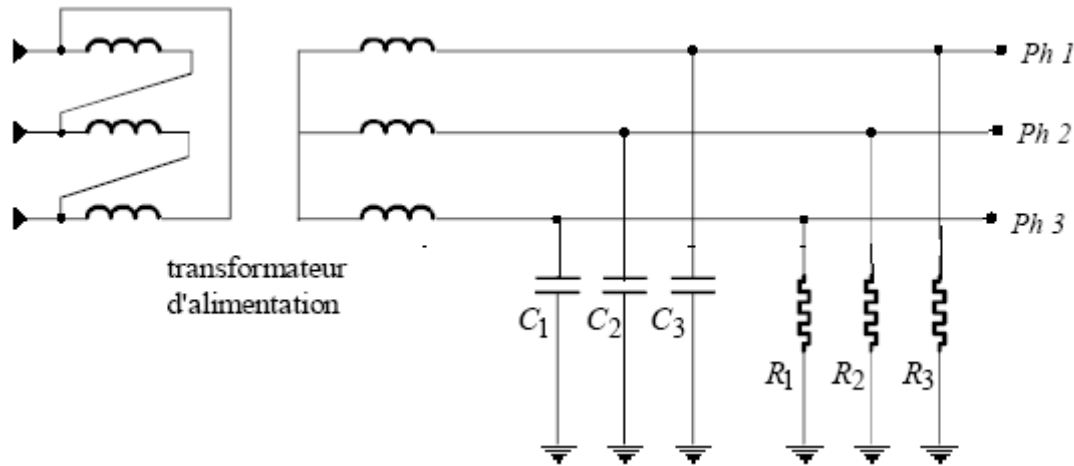 Ph 1
Ph 2
Ph 3
transformateur
d'alimentation
C1 C2 C3
R1 R2 R3